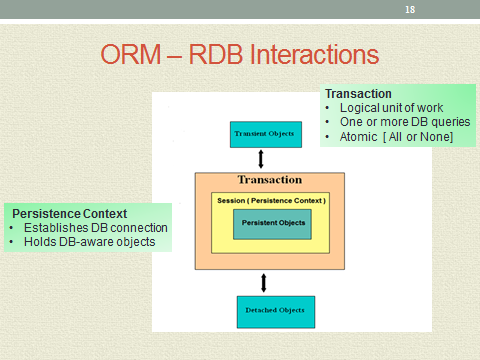 18
ORM – RDB Interactions
Transaction
• Logical unit of work
• One or more DB queries
• Atomic [ All or None]
Transient Objects
Transaction
Session ( Persistence Context )
Persistent Objects
Persistence Context
• Establishes DB connection
• Holds DB-aware objects
Detached Objects